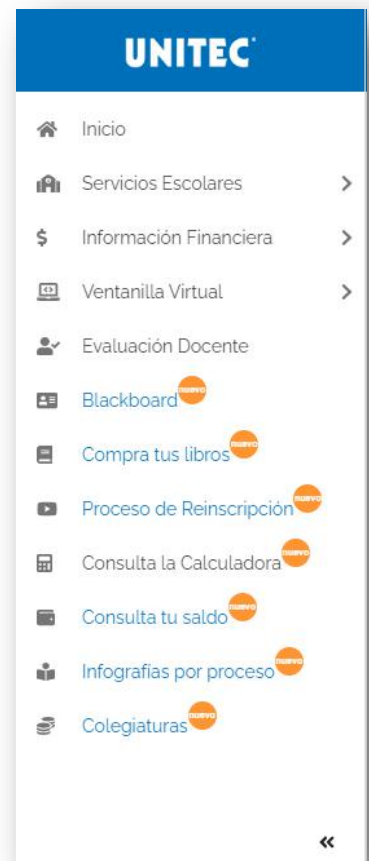 UNITEC
Inicio
Servicios Escolares
$ Información Financiera
Ventanilla Virtual
Evaluación Docente
Blackboard nuevo
Compra tus libros nuevo
Proceso de Reinscripción nuevo
Consulta la Calculadora nuevo
Consulta tu saldo nuevo
Infografías por proceso nuevo
Colegiaturas nuevo